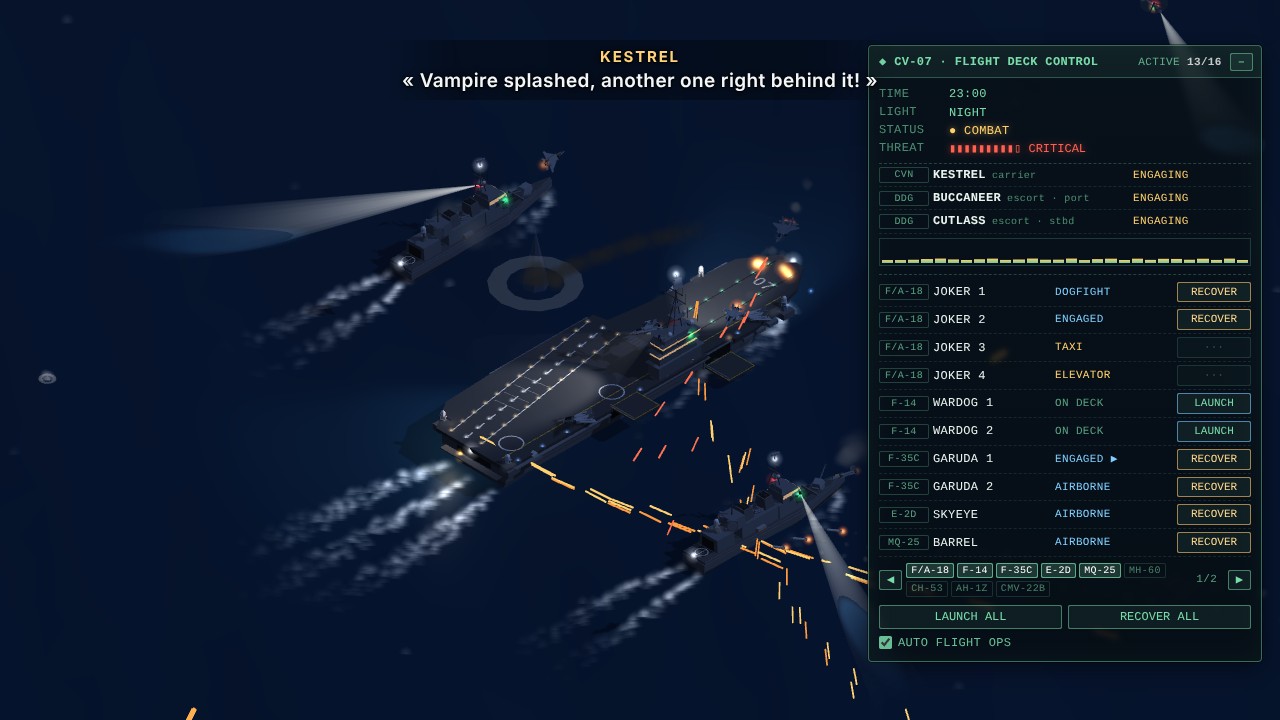 KESTREL
« Vampire splashed, another one right behind it! »
◆ CV-07 · FLIGHT DECK CONTROL ACTIVE 13/16 −
TIME 23:00
LIGHT NIGHT
STATUS ● COMBAT
THREAT ▮▮▮▮▮▮▮▮▮▯ CRITICAL
CVN KESTREL carrier ENGAGING
DDG BUCCANEER escort · port ENGAGING
DDG CUTLASS escort · stbd ENGAGING
F/A-18 JOKER 1 DOGFIGHT RECOVER
F/A-18 JOKER 2 ENGAGED RECOVER
F/A-18 JOKER 3 TAXI ···
F/A-18 JOKER 4 ELEVATOR ···
F-14 WARDOG 1 ON DECK LAUNCH
F-14 WARDOG 2 ON DECK LAUNCH
F-35C GARUDA 1 ENGAGED ▶ RECOVER
F-35C GARUDA 2 AIRBORNE RECOVER
E-2D SKYEYE AIRBORNE RECOVER
MQ-25 BARREL AIRBORNE RECOVER
◀ F/A-18 F-14 F-35C E-2D MQ-25 MH-60 1/2 ▶
CH-53 AH-1Z CMV-22B
LAUNCH ALL RECOVER ALL
AUTO FLIGHT OPS
07